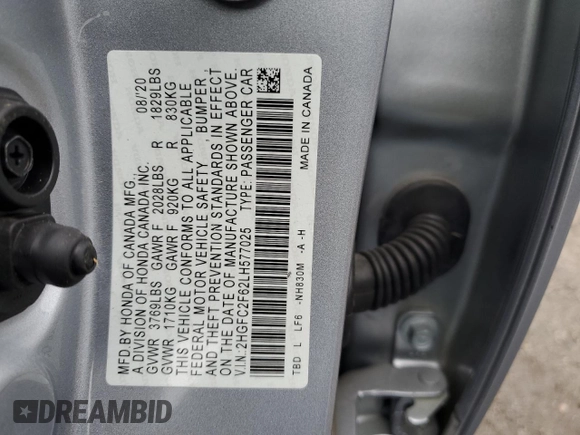 MFD. BY HONDA OF CANADA MFG.,
A DIVISION OF HONDA CANADA INC. 08/20
GVWR 3769LBS GAWR F 2028LBS R 1829LBS
GVWR 1710KG GAWR F 920KG R 830KG
THIS VEHICLE CONFORMS TO ALL APPLICABLE
FEDERAL MOTOR VEHICLE SAFETY BUMPER ,
AND THEFT PREVENTION STANDARDS IN EFFECT
ON THE DATE OF MANUFACTURE SHOWN ABOVE.
V.I.N.:2HGFC2F62LH577025 TYPE: PASSENGER CAR
TBD L LF6 -NH830M -A -H MADE IN CANADA
DREAMBID